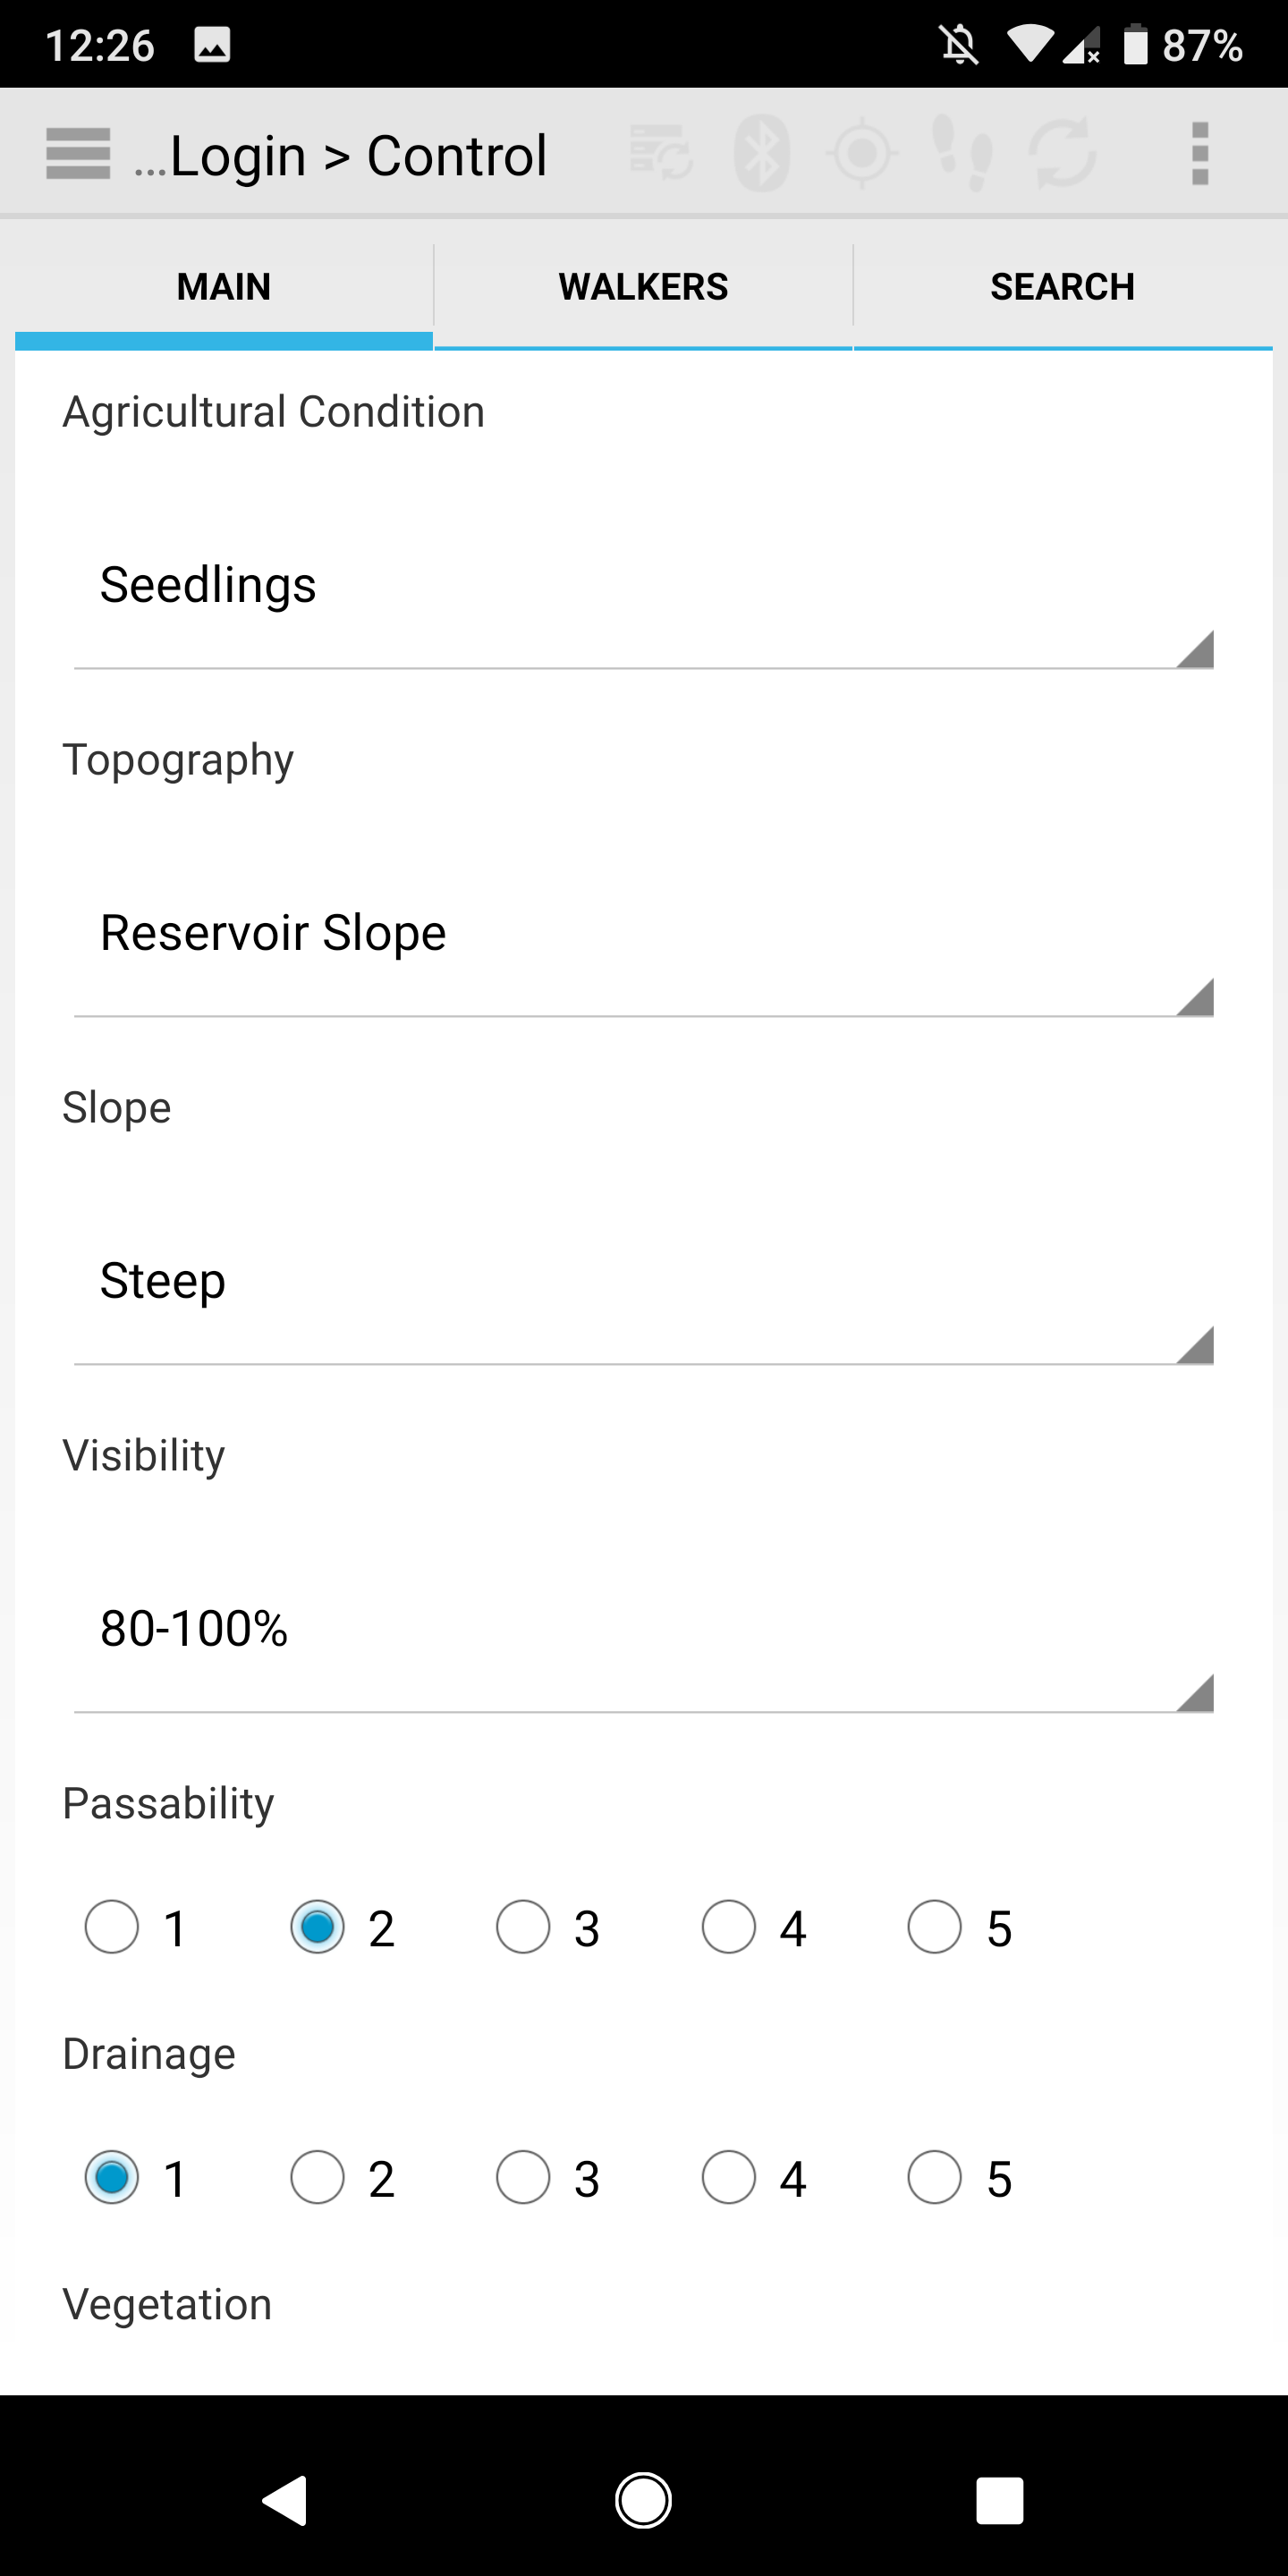 12:26 87%
...Login > Control
MAIN WALKERS SEARCH
Agricultural Condition
Seedlings
Topography
Reservoir Slope
Slope
Steep
Visibility
80-100%
Passability
1 2 3 4 5
Drainage
1 2 3 4 5
Vegetation